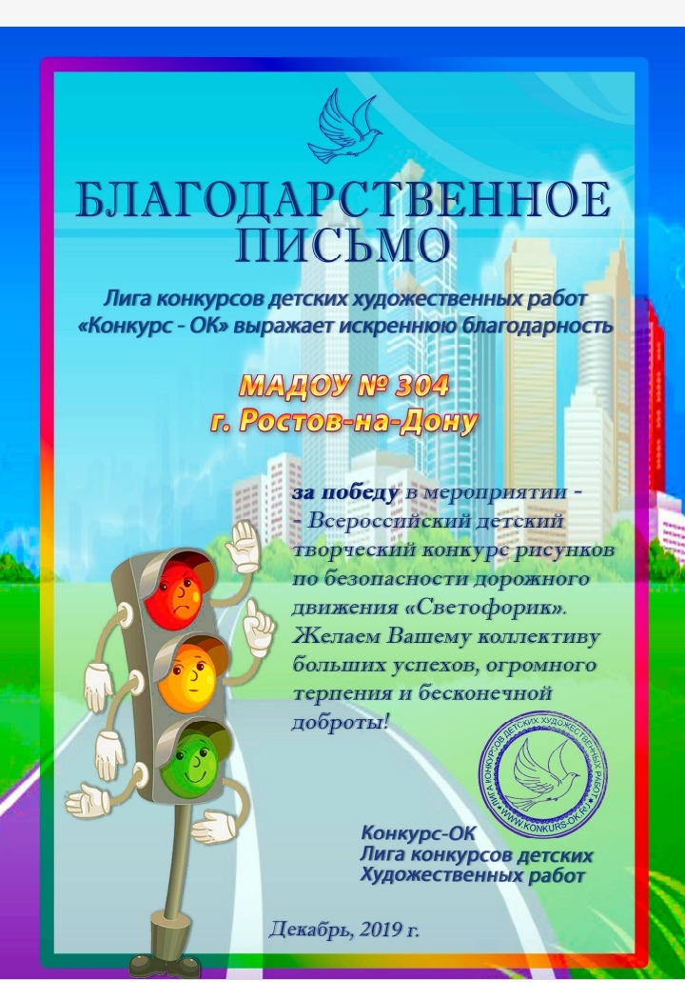 БЛАГОДАРСТВЕННОЕ
ПИСЬМО
Лига конкурсов детских художественных работ
«Конкурс - ОК» выражает искреннюю благодарность
МАДОУ № 304
г. Ростов-на-Дону
за победу в мероприятии -
- Всероссийский детский
творческий конкурс рисунков
по безопасности дорожного
движения «Светофорик».
Желаем Вашему коллективу
больших успехов, огромного
терпения и бесконечной
доброты!
ЛИГА КОНКУРСОВ ДЕТСКИХ ХУДОЖЕСТВЕННЫХ РАБОТ
WWW.KONKURS-OK.RU
Конкурс-ОК
Лига конкурсов детских
Художественных работ
Декабрь, 2019 г.